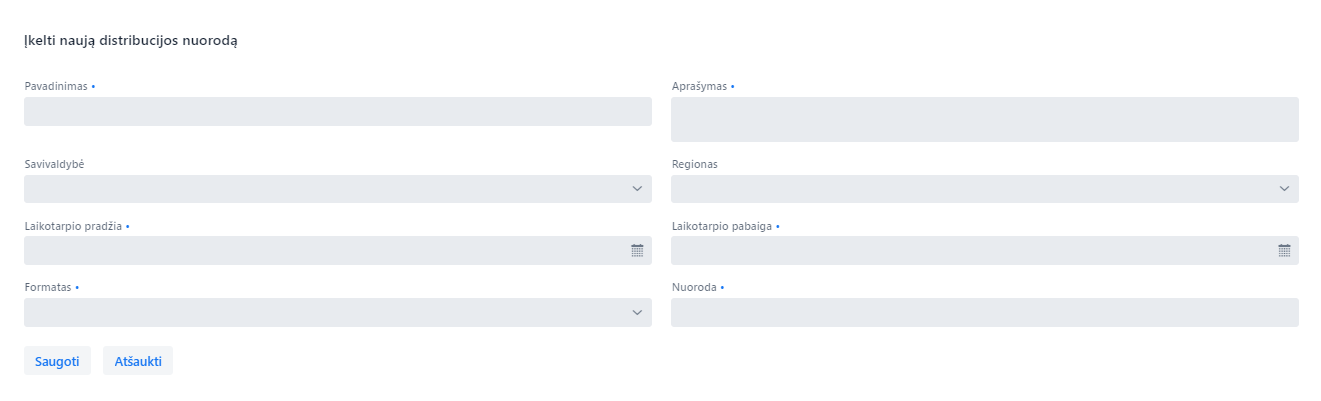 Įkelti naują distribucijos nuorodą
Pavadinimas •
Aprašymas •
Savivaldybė
Regionas
Laikotarpio pradžia •
Laikotarpio pabaiga •
Formatas •
Nuoroda •
Saugoti
Atšaukti